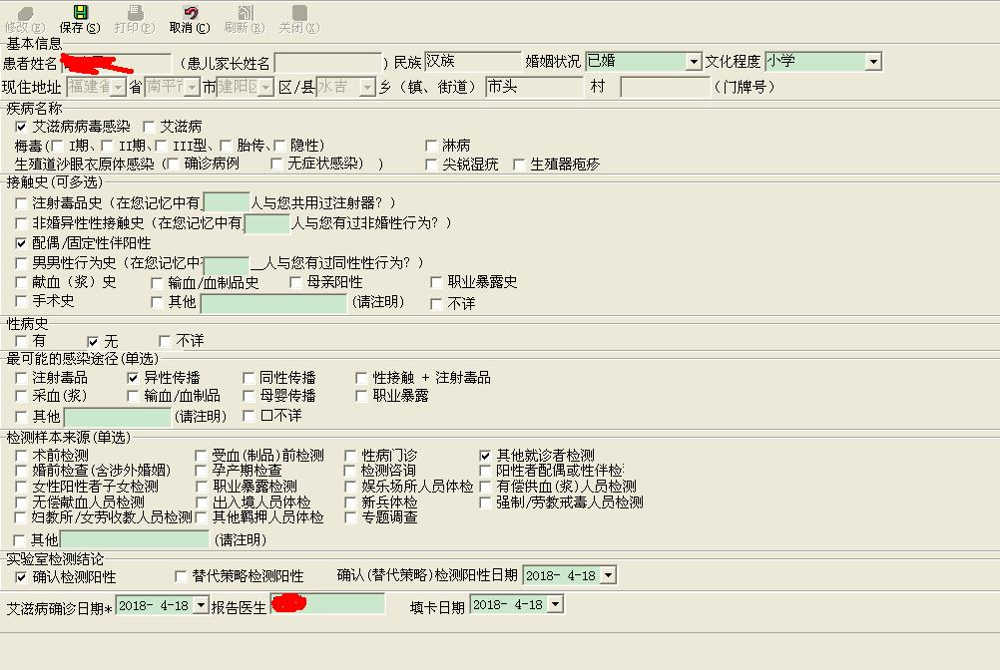 修改(E) 保存(S) 打印(P) 取消(C) 刷新(R) 关闭(X)
基本信息
患者姓名 (患儿家长姓名 ) 民族 汉族 婚姻状况 已婚 文化程度 小学
现住地址 福建省 省 南平市 市 建阳区 区/县 水吉 乡(镇、街道) 市头 村 (门牌号)
疾病名称
艾滋病病毒感染 艾滋病
梅毒( I期、 II期、 III型、 胎传、 隐性) 淋病
生殖道沙眼衣原体感染 ( 确诊病例 无症状感染) ) 尖锐湿疣 生殖器疱疹
接触史(可多选)
注射毒品史 (在您记忆中有 人与您共用过注射器? )
非婚异性性接触史 (在您记忆中有 人与您有过非婚性行为? )
配偶/固定性伴阳性
男男性行为史 (在您记忆中 __人与您有过同性性行为? )
献血(浆)史 输血/血制品史 母亲阳性 职业暴露史
手术史 其他 (请注明) 不详
性病史
有 无 不详
最可能的感染途径(单选)
注射毒品 异性传播 同性传播 性接触 + 注射毒品
采血(浆) 输血/血制品 母婴传播 职业暴露
其他 (请注明) 口不详
检测样本来源(单选)
术前检测 受血(制品)前检测 性病门诊 其他就诊者检测
婚前检查(含涉外婚姻) 孕产期检查 检测咨询 阳性者配偶或性伴检
女性阳性者子女检测 职业暴露检测 娱乐场所人员体检 有偿供血(浆)人员检测
无偿献血人员检测 出入境人员体检 新兵体检 强制/劳教戒毒人员检测
妇教所/女劳收教人员检测 其他羁押人员体检 专题调查
其他 (请注明)
实验室检测结论
确认检测阳性 替代策略检测阳性 确认(替代策略)检测阳性日期 2018- 4-18
艾滋病确诊日期* 2018- 4-18 报告医生 填卡日期 2018- 4-18